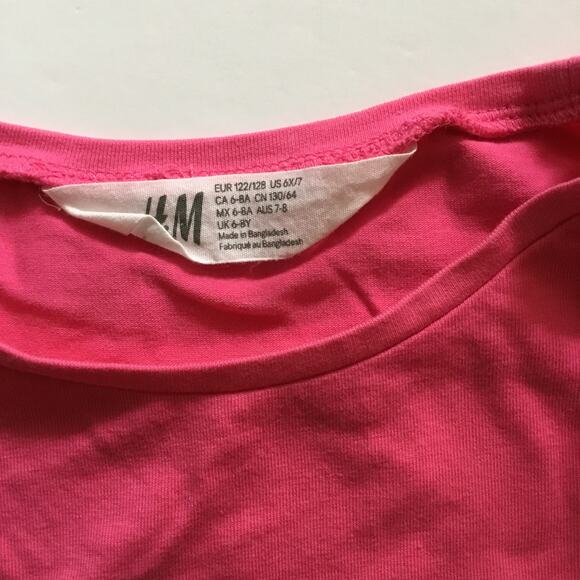 H&M
EUR 122/128 US 6X/7
CA 6-8A CN 130/64
MX 6-8A AUS 7-8
UK 6-8Y
Made in Bangladesh
Fabriqué au Bangladesh